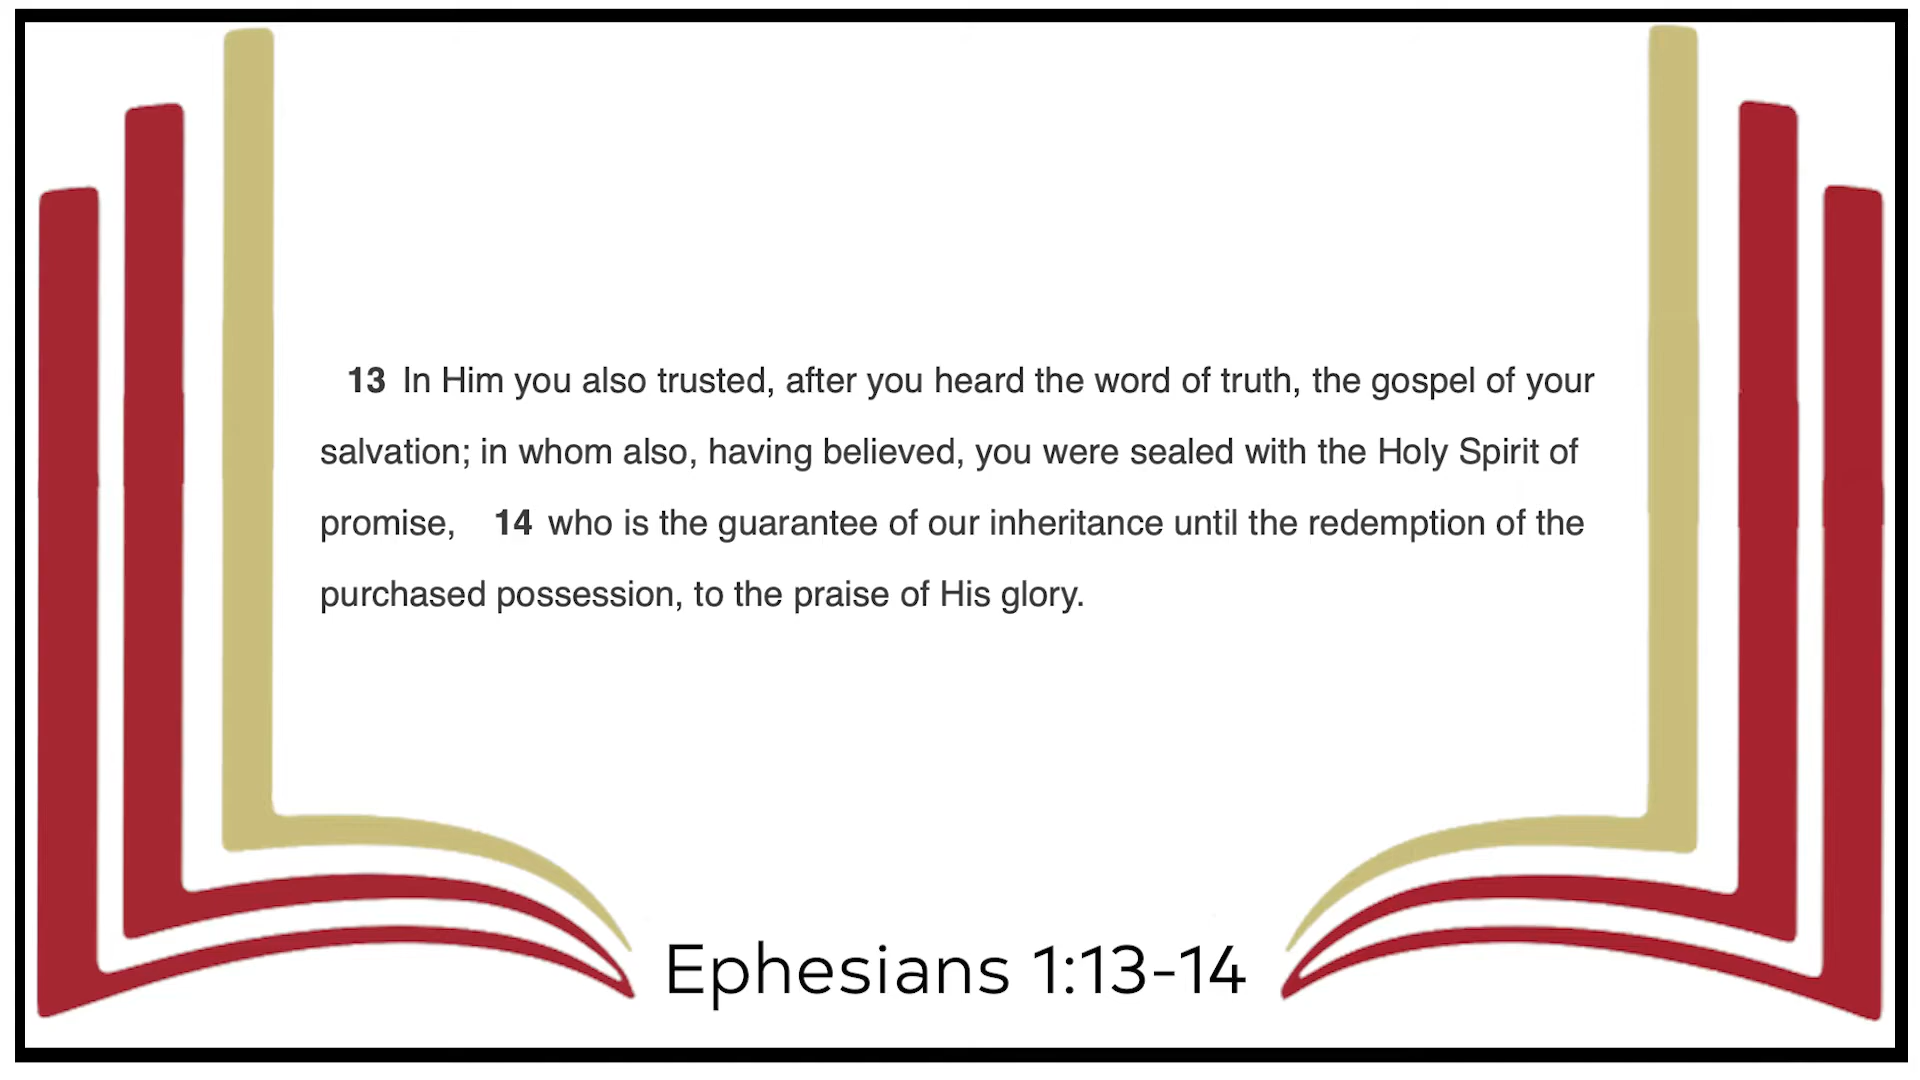 13 In Him you also trusted, after you heard the word of truth, the gospel of your
salvation; in whom also, having believed, you were sealed with the Holy Spirit of
promise, 14 who is the guarantee of our inheritance until the redemption of the
purchased possession, to the praise of His glory.
Ephesians 1:13-14